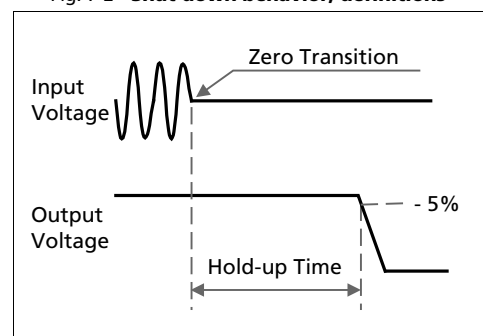 Zero Transition
Input
Voltage
Output
Voltage
- 5%
Hold-up Time